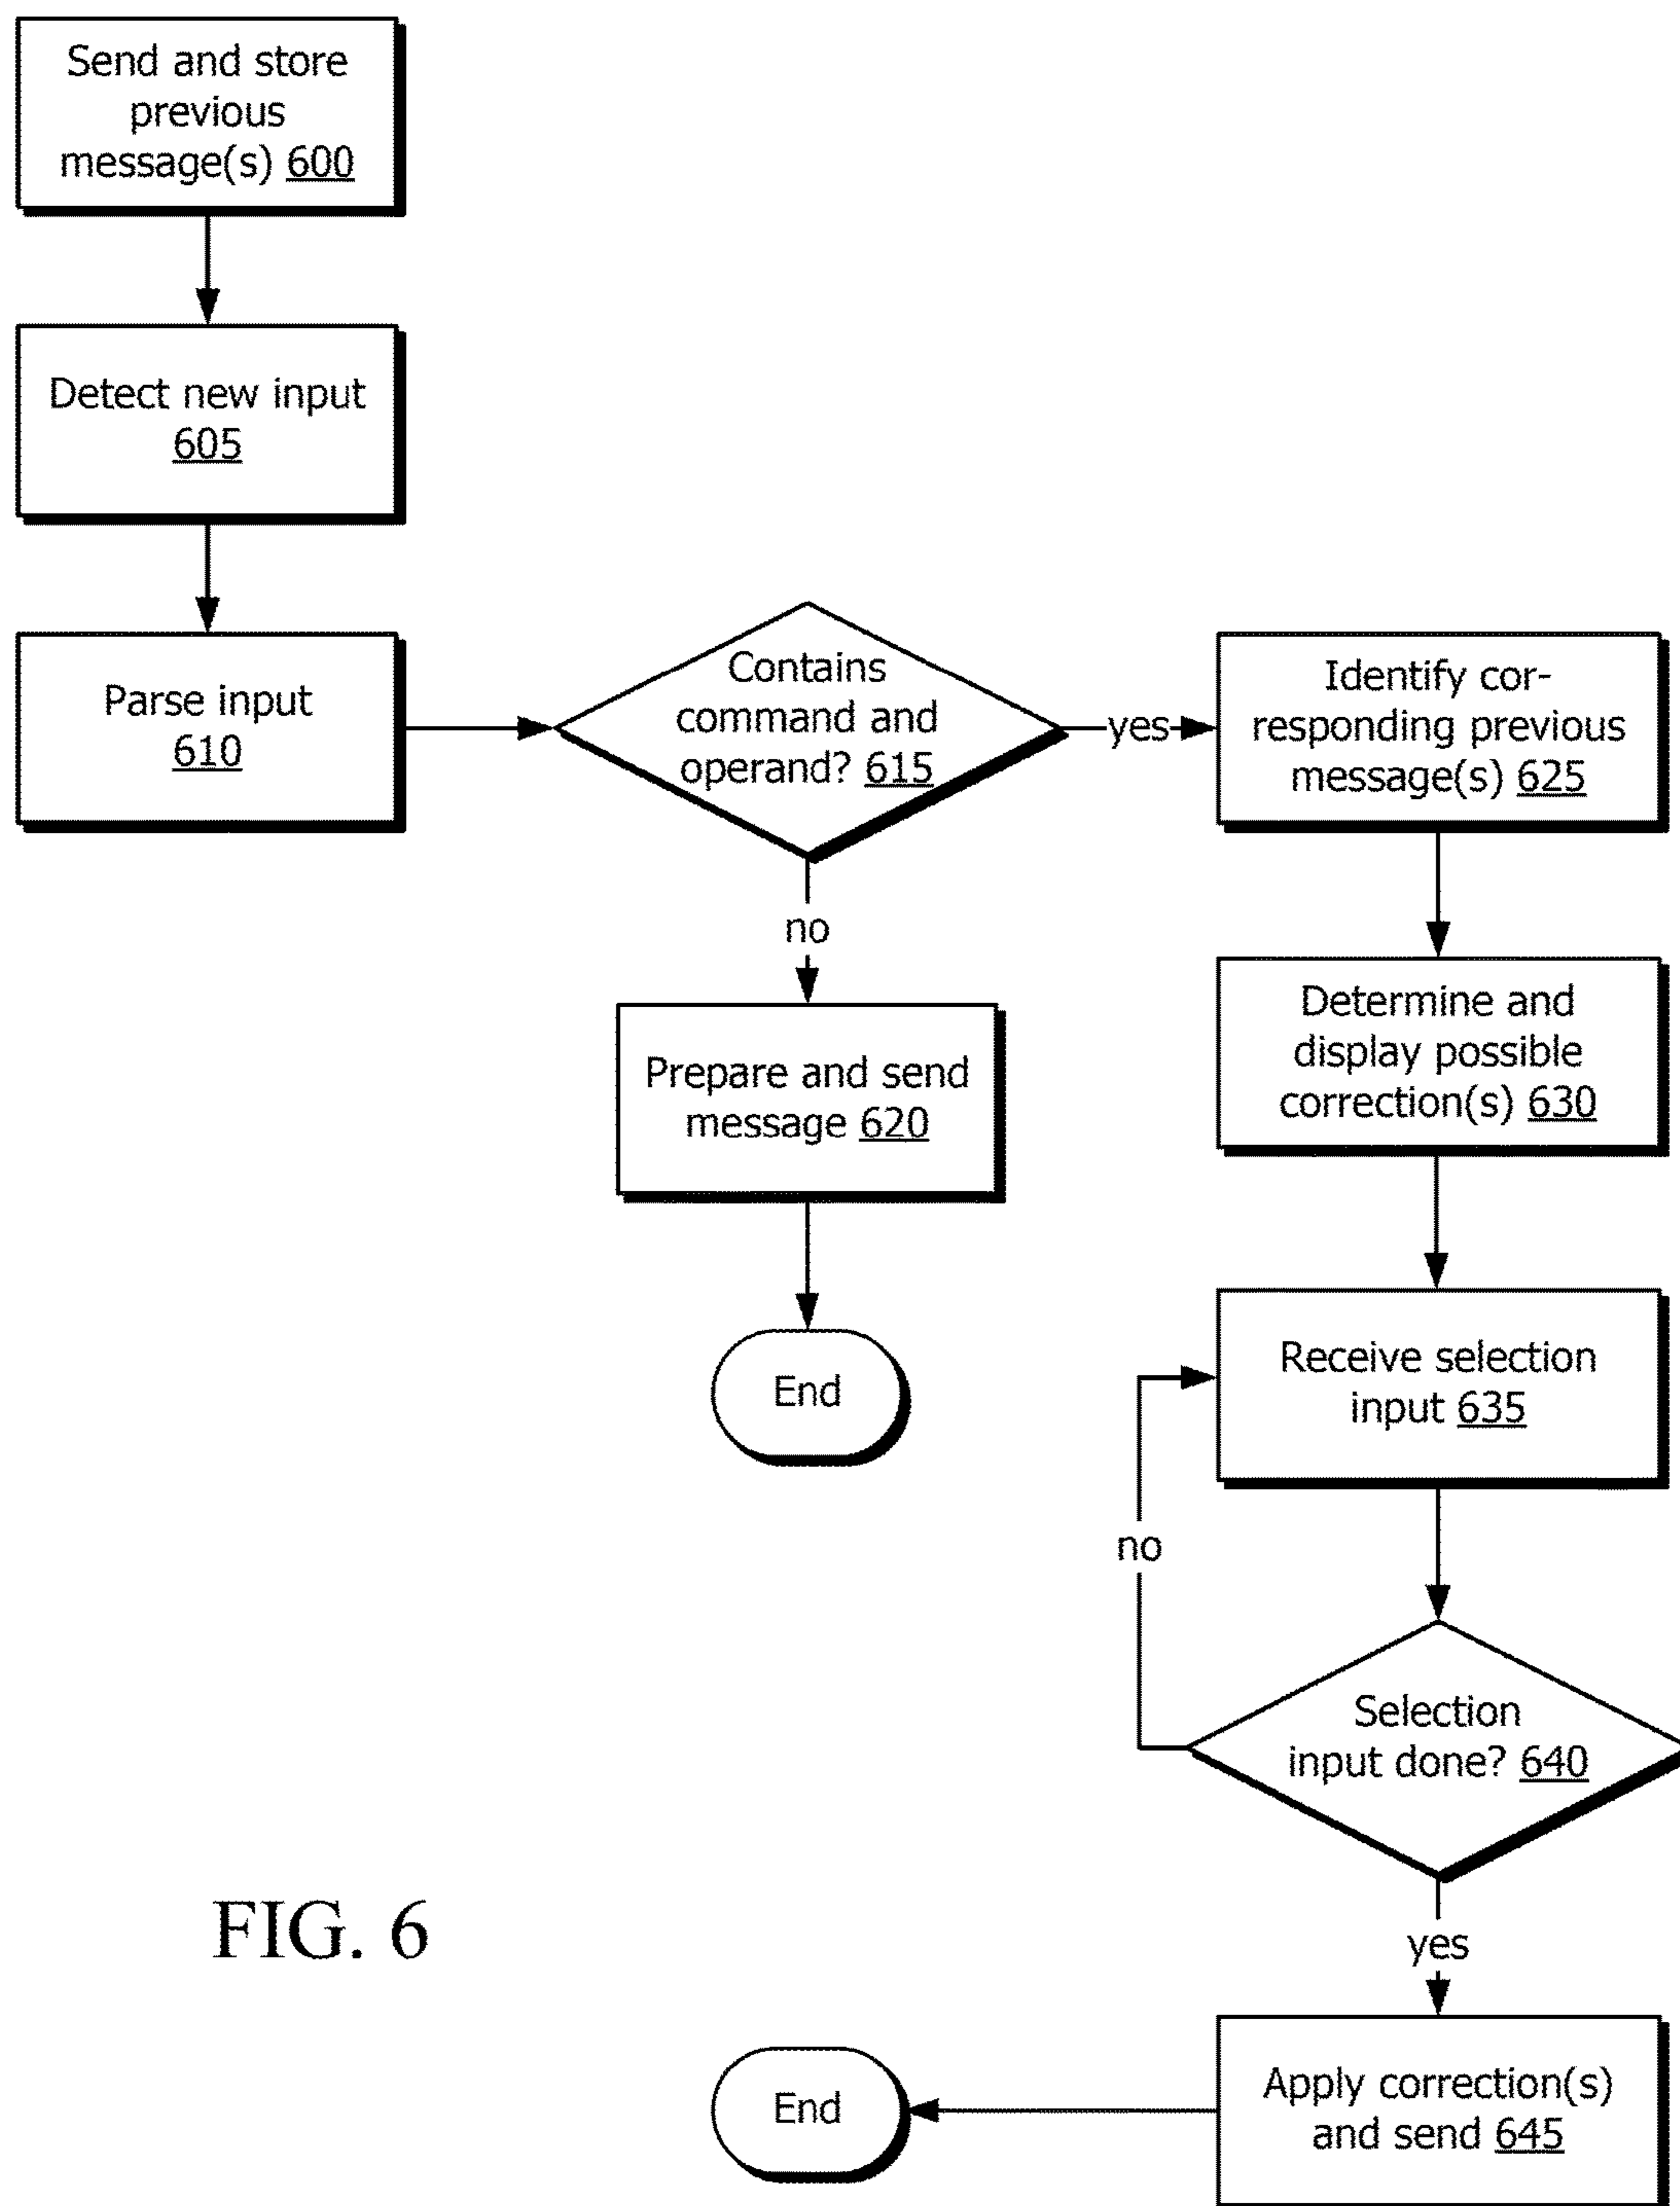 Send and store
previous
message(s) 600
Detect new input
605
Parse input
610
Contains
command and
operand? 615
yes
Identify cor-
responding previous
message(s) 625
no
Prepare and send
message 620
End
Determine and
display possible
correction(s) 630
Receive selection
input 635
no
Selection
input done? 640
yes
Apply correction(s)
and send 645
End
FIG. 6